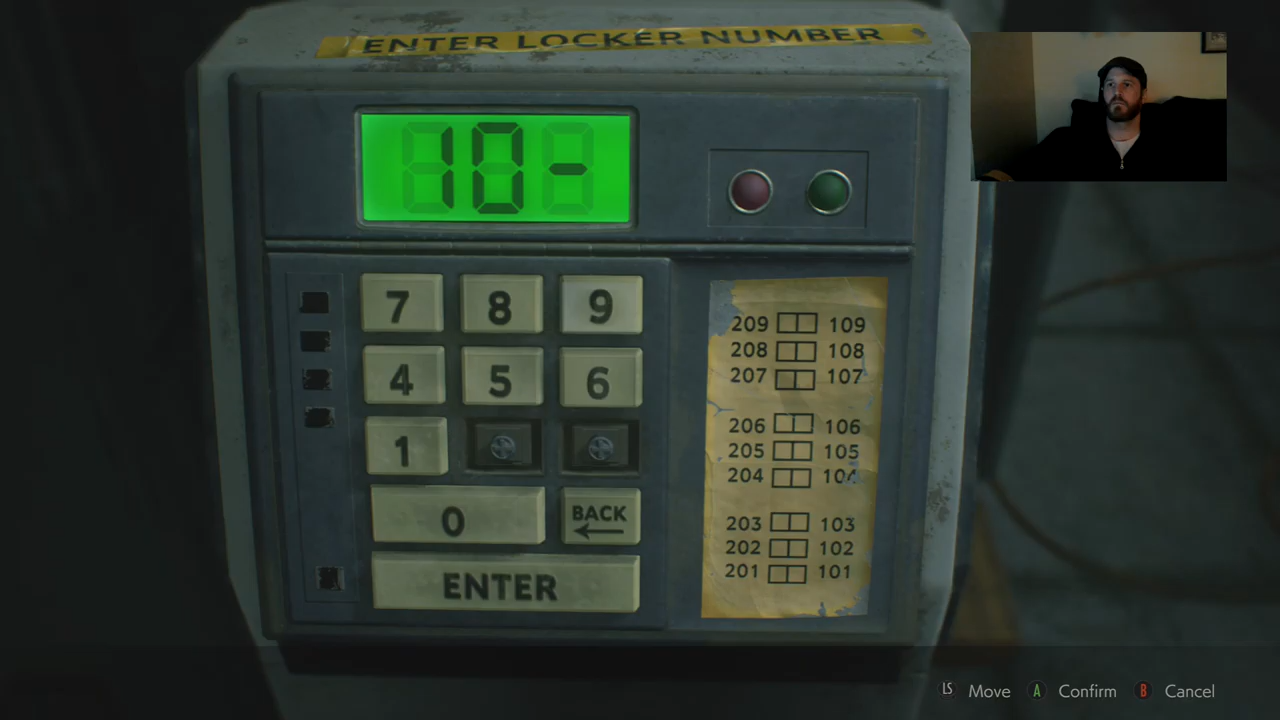 ENTER LOCKER NUMBER
10-
7 8 9
4 5 6
1
0 BACK
ENTER
209 109
208 108
207 107
206 106
205 105
204 104
203 103
202 102
201 101
LS Move A Confirm B Cancel